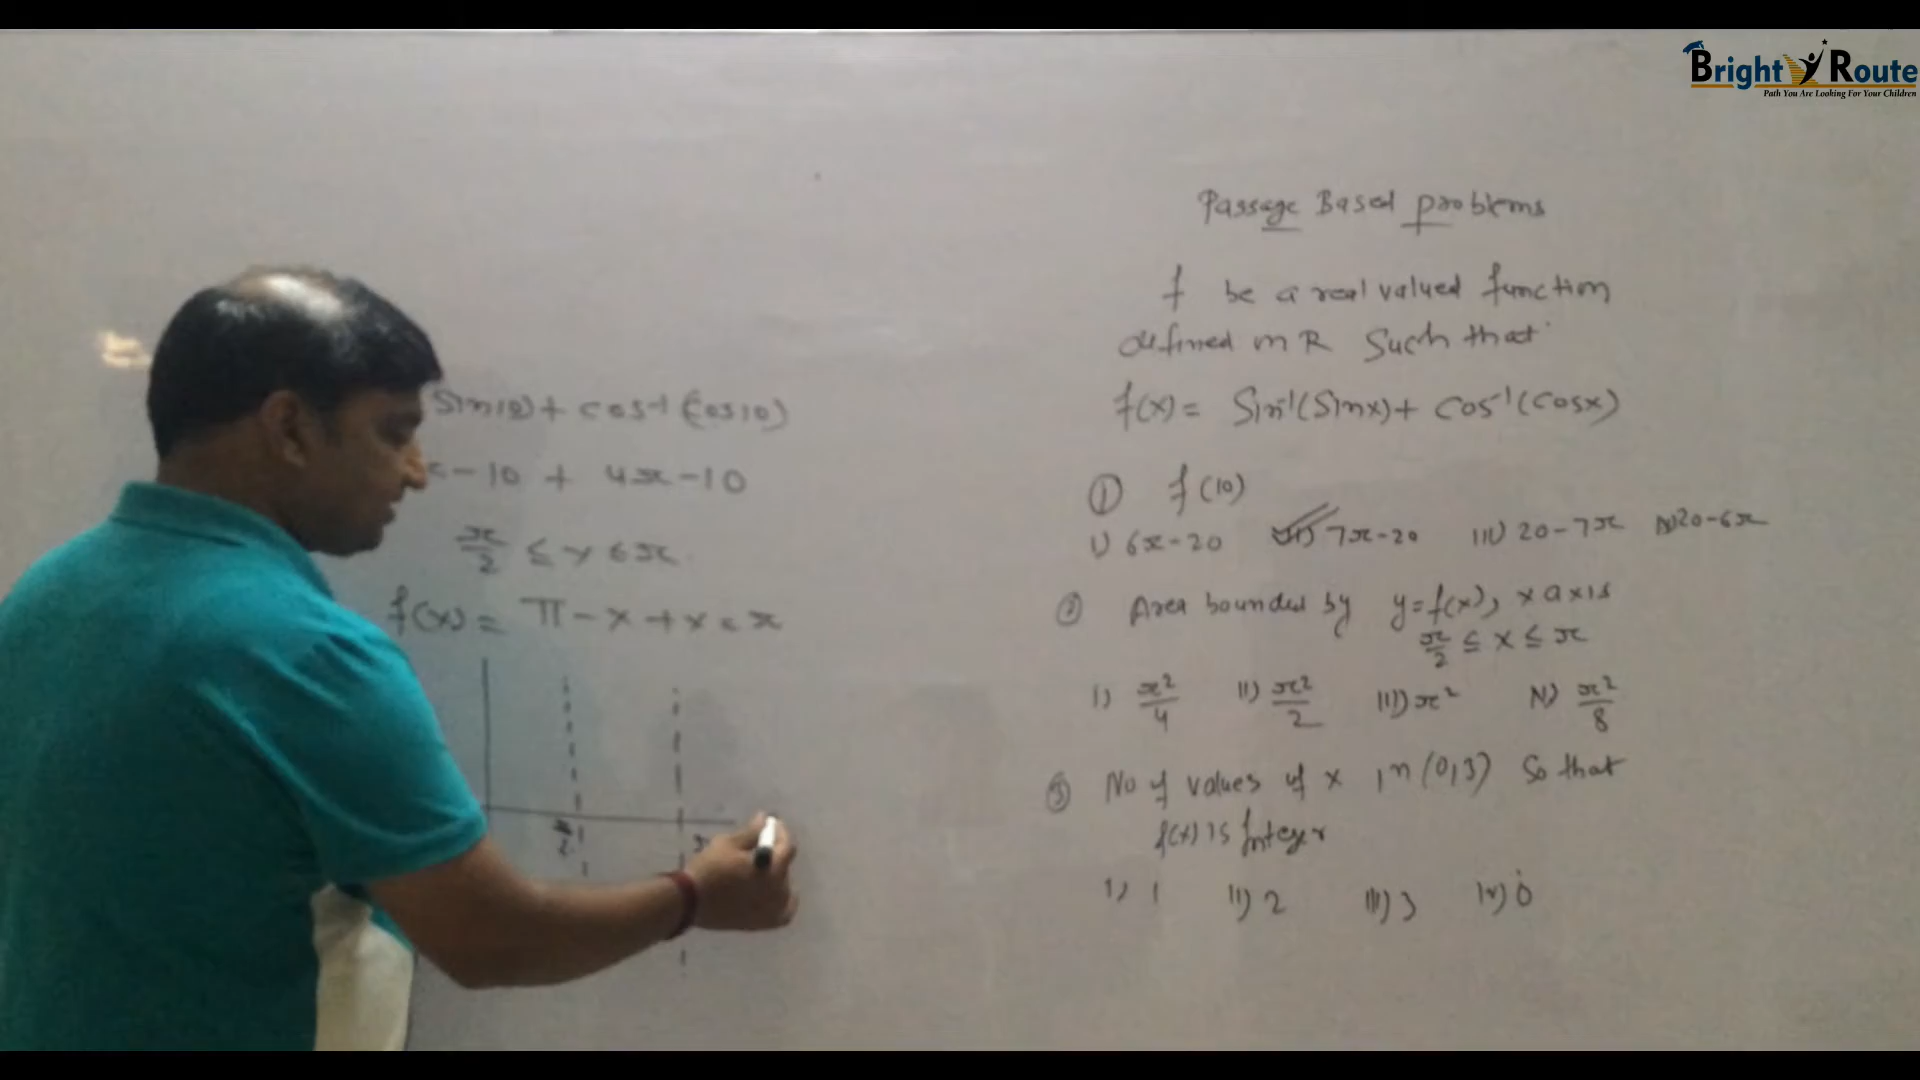 Bright Route
Path You Are Looking For Your Children
Passage Based problems
f be a real valued function
defined on R Such that
f(x) = Sin⁻¹(Sinx) + Cos⁻¹(Cosx)
① f(10)
i) 6π-20 ii) 7π-20 iii) 20-7π iv) 20-6π
② Area bounded by y=f(x), x axis
π/2 ≤ x ≤ π
i) π²/4 ii) π²/2 iii) π² iv) π²/8
③ No of values of x in (0,3) So that
f(x) is Integer
i) 1 ii) 2 iii) 3 iv) 0
Sin10) + Cos⁻¹(Cos10)
-10 + 4π-10
π/2 ≤ x ≤ π
f(x) = π - x + x = π
π/2